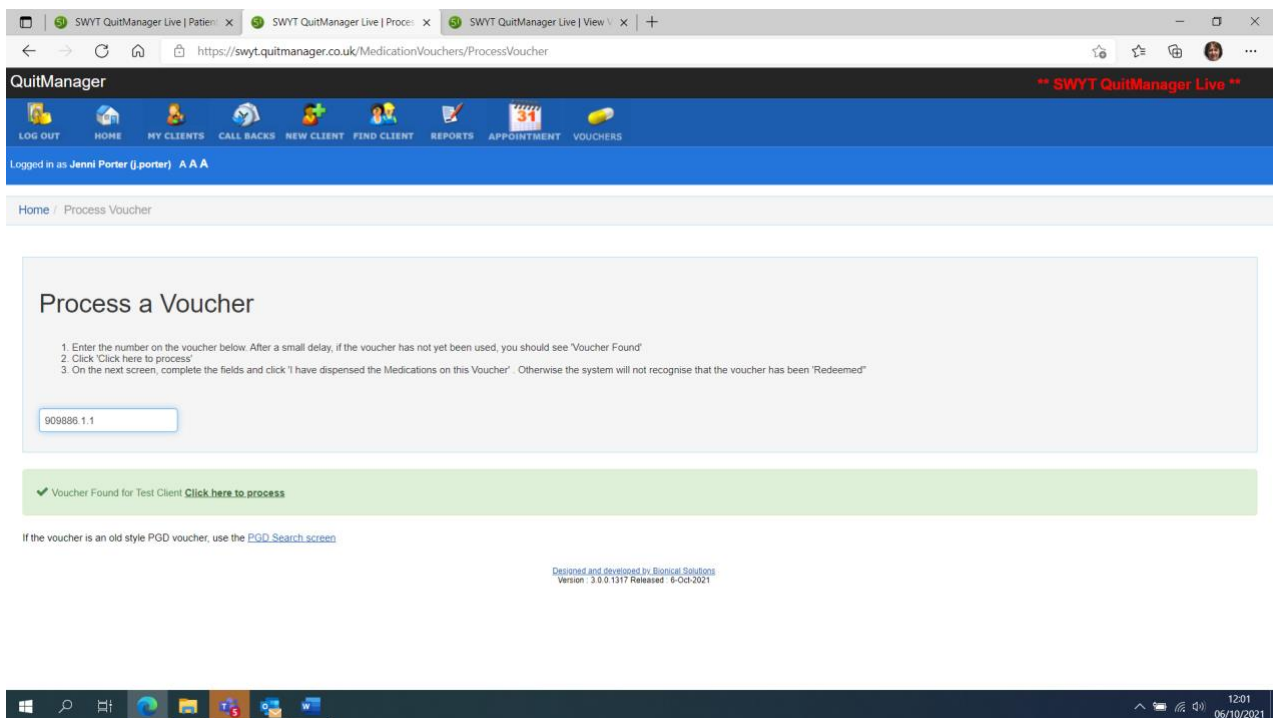 SWYT QuitManager Live | Patien
SWYT QuitManager Live | Proces
SWYT QuitManager Live | View V
https://swyt.quitmanager.co.uk/MedicationVouchers/ProcessVoucher
QuitManager
** SWYT QuitManager Live **
31
LOG OUT HOME MY CLIENTS CALL BACKS NEW CLIENT FIND CLIENT REPORTS APPOINTMENT VOUCHERS
Logged in as Jenni Porter (j.porter) A A A
Home / Process Voucher
Process a Voucher
1. Enter the number on the voucher below. After a small delay, if the voucher has not yet been used, you should see 'Voucher Found'
2. Click 'Click here to process'
3. On the next screen, complete the fields and click 'I have dispensed the Medications on this Voucher' . Otherwise the system will not recognise that the voucher has been 'Redeemed"
909886.1.1
Voucher Found for Test Client Click here to process
If the voucher is an old style PGD voucher, use the PGD Search screen
Designed and developed by Bionical Solutions
Version : 3.0.0.1317 Released : 6-Oct-2021
12:01
06/10/2021